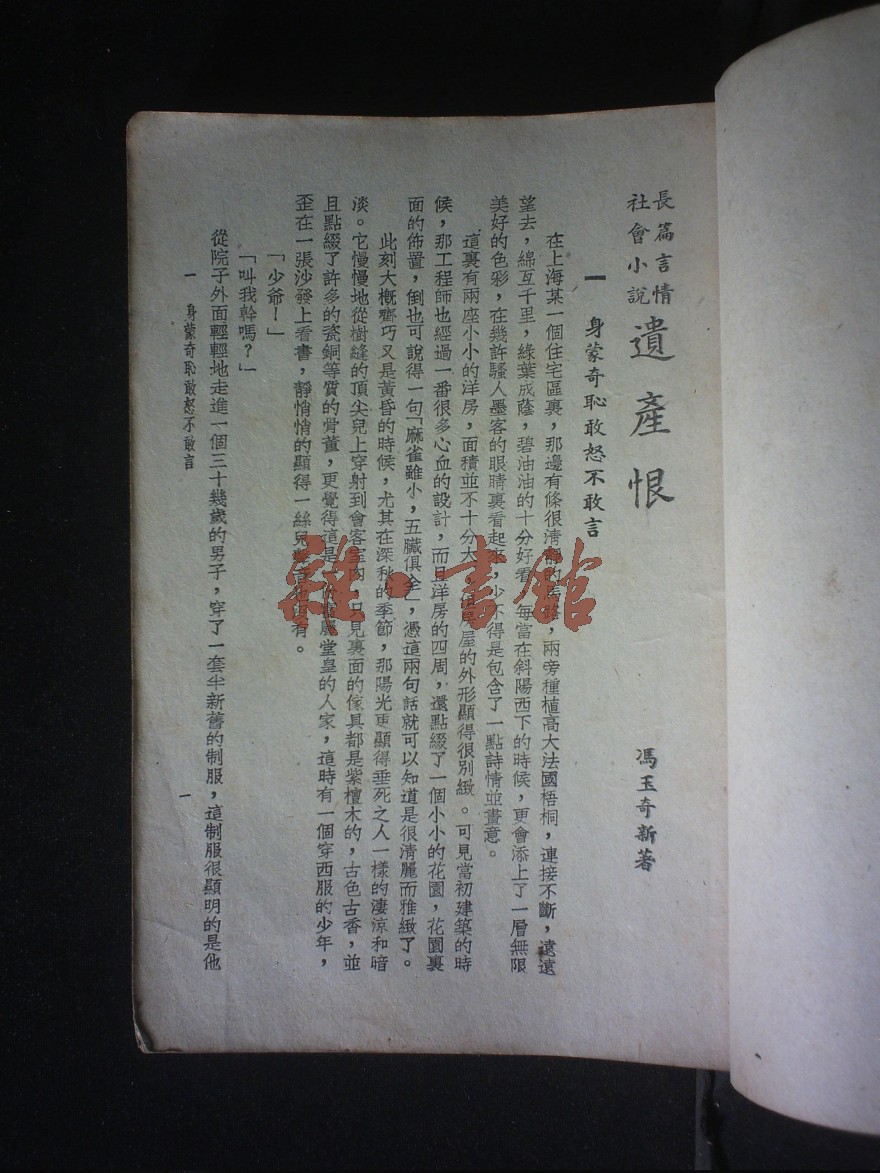 長篇言情
社會小說
遺產恨
馮玉奇新著
一 身蒙奇恥敢怒不敢言
在上海某一個住宅區裏，那邊有條很清靜的馬路，兩旁種植高大法國梧桐，連接不斷，遠遠
望去，綿亙千里，綠葉成蔭，碧油油的十分好看，每當在斜陽西下的時候，更會添上了一層無限
美好的色彩，在幾許騷人墨客的眼睛裏看起來，少不得是包含了一點詩情並畫意。
這裏有兩座小小的洋房，面積並不十分大，屋的外形顯得很別緻。可見當初建築的時
候，那工程師也經過一番很多心血的設計，而且洋房的四周，還點綴了一個小小的花園，花園裏
面的佈置，倒也可說得一句「麻雀雖小，五臟俱全」，憑這兩句話就可以知道是很清麗而雅緻了。
此刻大概齊巧又是黃昏的時候，尤其在深秋的季節，那陽光更顯得垂死之人一樣的淒涼和暗
淡。它慢慢地從樹縫的頂尖兒上穿射到會客室內，只見裏面的傢具都是紫檀木的，古色古香，並
且點綴了許多的瓷銅等質的骨董，更覺得這是一份富麗堂皇的人家，這時有一個穿西服的少年，
歪在一張沙發上看書，靜悄悄的顯得一絲兒聲音也沒有。
「少爺！」
「叫我幹嗎？」
從院子外面輕輕地走進一個三十幾歲的男子，穿了一套半新舊的制服，這制服很顯明的是他
一 身蒙奇恥敢怒不敢言
一
雜·書館